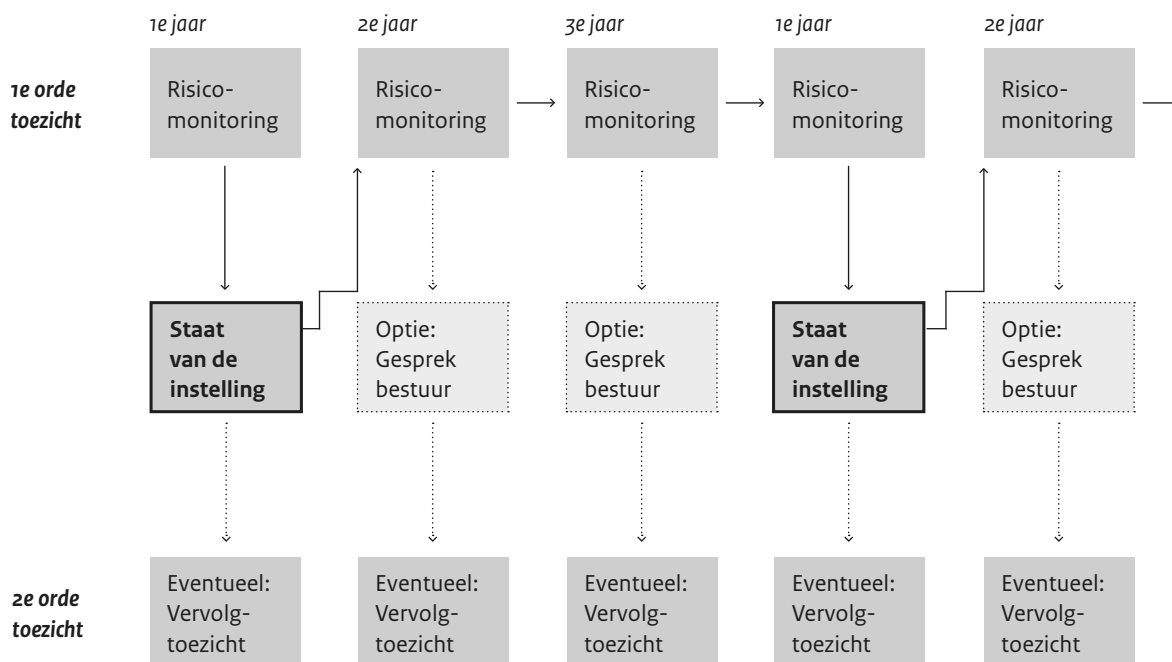 1e jaar
2e jaar
3e jaar
1e jaar
2e jaar
1e orde
toezicht
Risico-
monitoring
Risico-
monitoring
Risico-
monitoring
Risico-
monitoring
Risico-
monitoring
Staat
van de
instelling
Optie:
Gesprek
bestuur
Optie:
Gesprek
bestuur
Staat
van de
instelling
Optie:
Gesprek
bestuur
2e orde
toezicht
Eventueel:
Vervolg-
toezicht
Eventueel:
Vervolg-
toezicht
Eventueel:
Vervolg-
toezicht
Eventueel:
Vervolg-
toezicht
Eventueel:
Vervolg-
toezicht